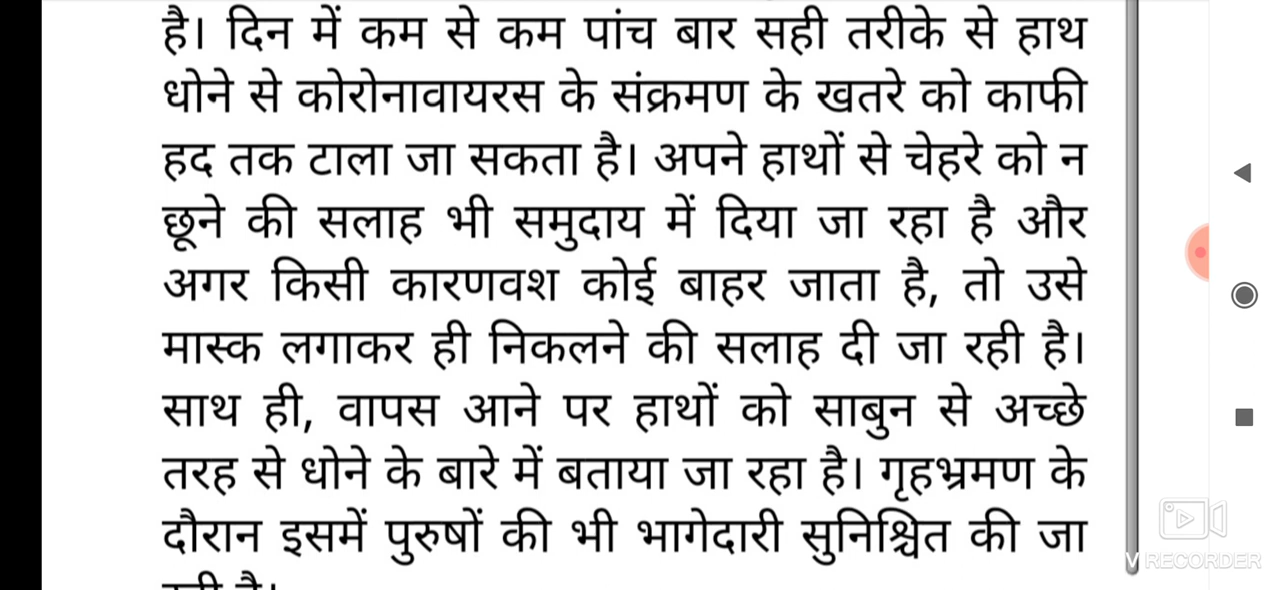 है। दिन में कम से कम पांच बार सही तरीके से हाथ
धोने से कोरोनावायरस के संक्रमण के खतरे को काफी
हद तक टाला जा सकता है। अपने हाथों से चेहरे को न
छूने की सलाह भी समुदाय में दिया जा रहा है और
अगर किसी कारणवश कोई बाहर जाता है, तो उसे
मास्क लगाकर ही निकलने की सलाह दी जा रही है।
साथ ही, वापस आने पर हाथों को साबुन से अच्छे
तरह से धोने के बारे में बताया जा रहा है। गृहभ्रमण के
दौरान इसमें पुरुषों की भी भागेदारी सुनिश्चित की जा
V RECORDER